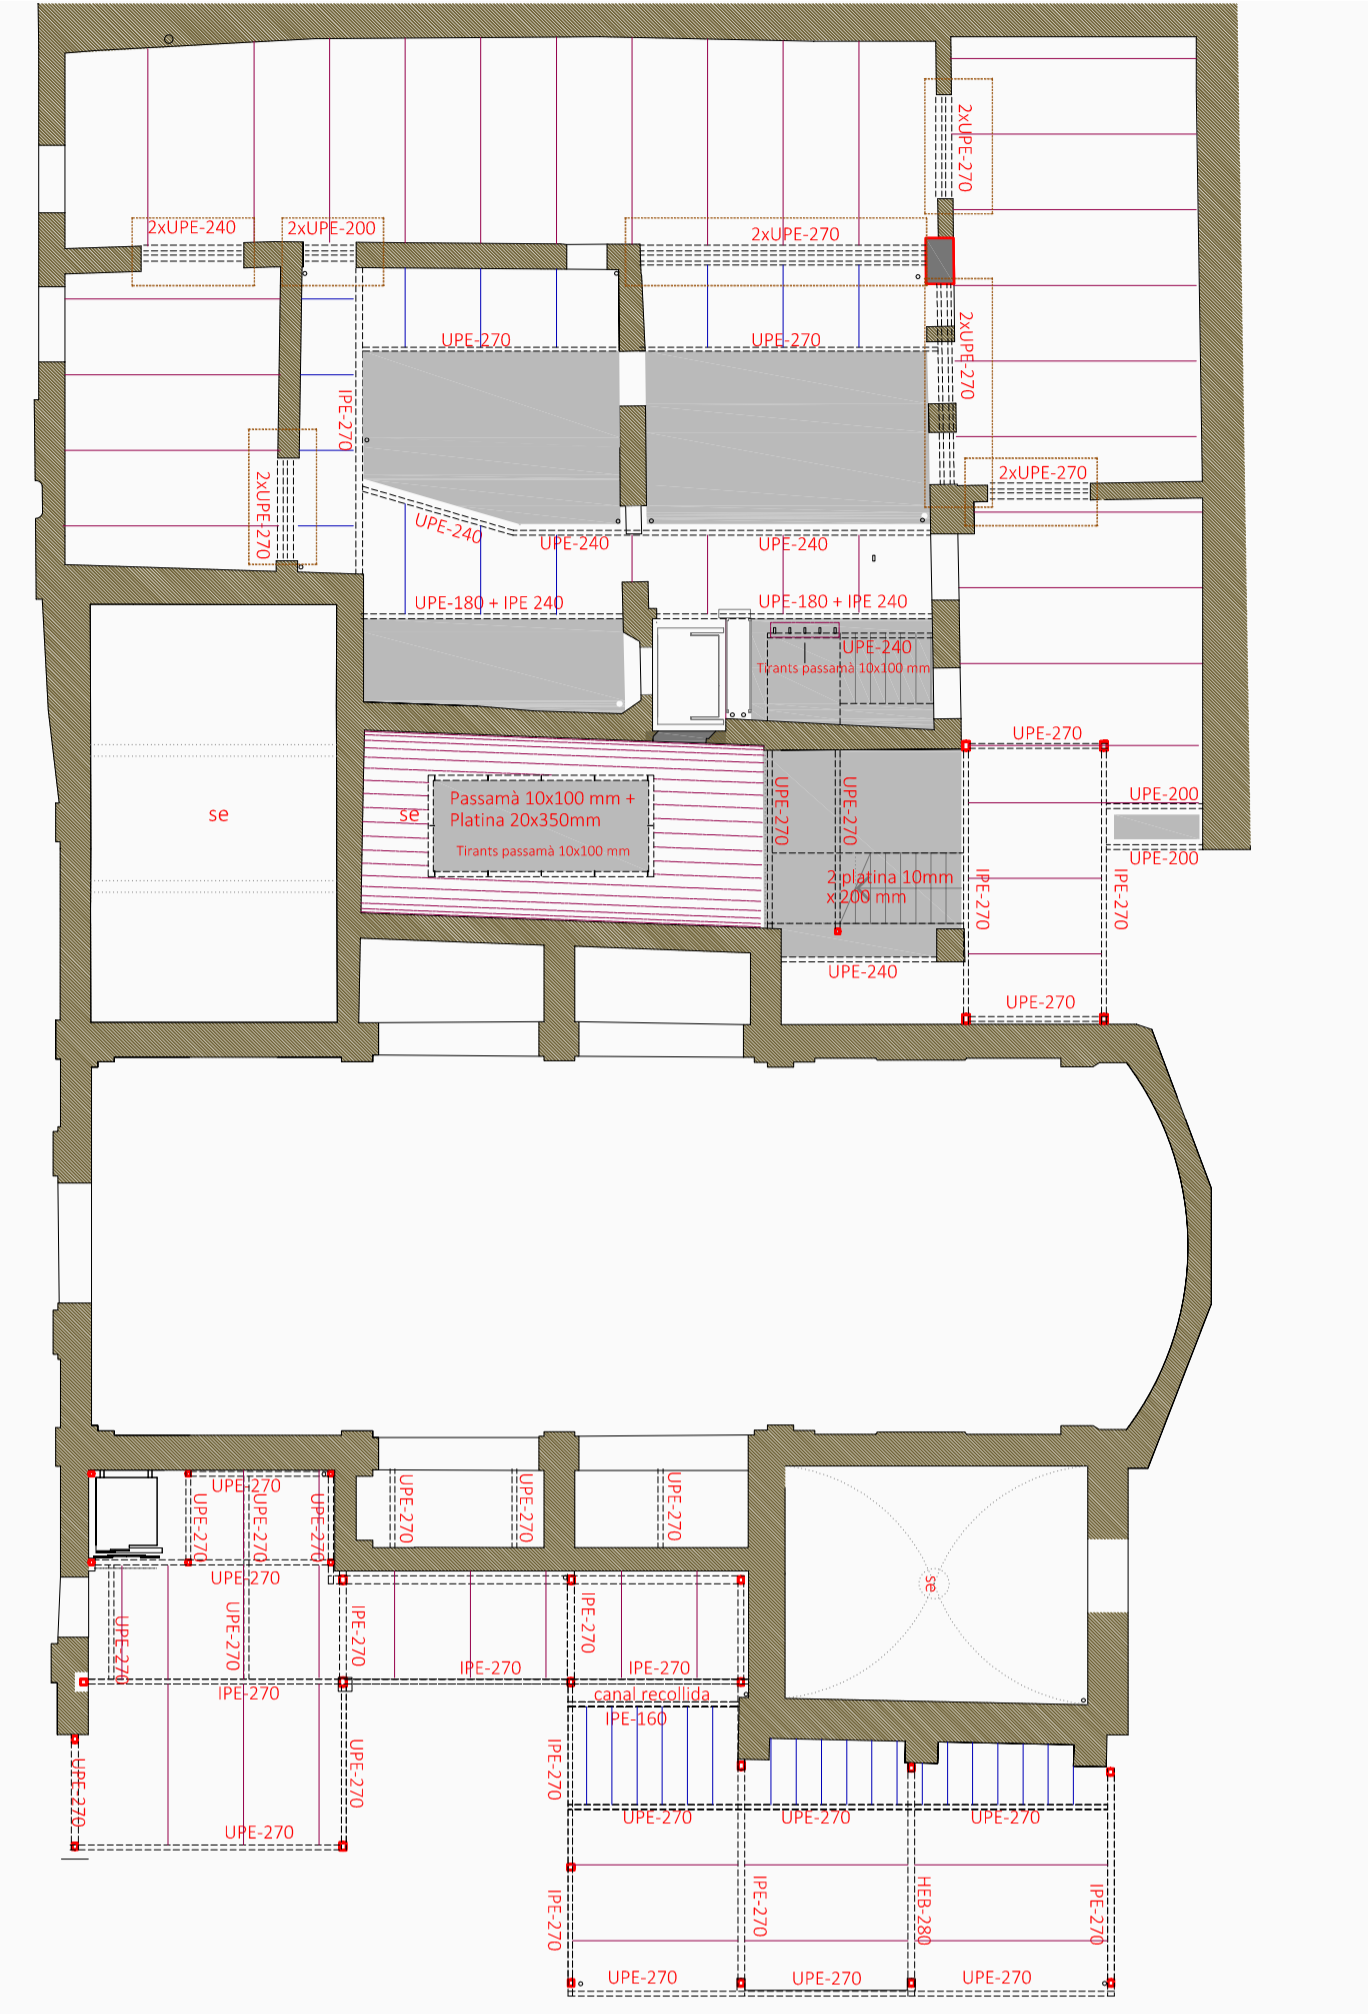 2xUPE-270
2xUPE-240
2xUPE-200
2xUPE-270
UPE-270
UPE-270
2xUPE-270
IPE-270
2xUPE-270
2xUPE-270
UPE-240
UPE-240
UPE-240
UPE-180 + IPE 240
UPE-180 + IPE 240
UPE-240
Tirants passamà 10x100 mm
UPE-270
UPE-200
se
se
Passamà 10x100 mm +
Platina 20x350mm
Tirants passamà 10x100 mm
UPE-270
UPE-270
UPE-200
2 platina 10mm
x 200 mm
IPE-270
IPE-270
UPE-240
UPE-270
UPE-270
UPE-270
UPE-270
UPE-270
UPE-270
UPE-270
UPE-270
UPE-270
se
UPE-270
UPE-270
IPE-270
IPE-270
IPE-270
IPE-270
IPE-270
canal recollida
IPE-160
UPE-270
UPE-270
IPE-270
UPE-270
UPE-270
UPE-270
UPE-270
IPE-270
IPE-270
HEB-280
IPE-270
UPE-270
UPE-270
UPE-270